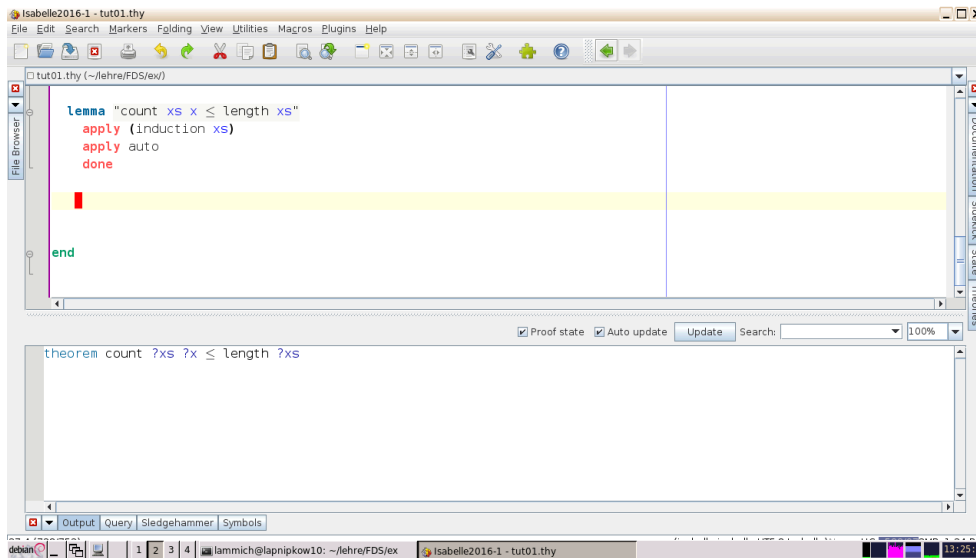 Isabelle2016-1 - tut01.thy
File Edit Search Markers Folding View Utilities Macros Plugins Help
tut01.thy (~/lehre/FDS/ex/)
File Browser
Documentation
Sidekick
State
Theories
lemma "count xs x ≤ length xs"
apply (induction xs)
apply auto
done
end
Proof state Auto update Update Search: 100%
theorem count ?xs ?x ≤ length ?xs
Output Query Sledgehammer Symbols
debian 1 2 3 4 lammich@lapnipkow10: ~/lehre/FDS/ex Isabelle2016-1 - tut01.thy 13:25: